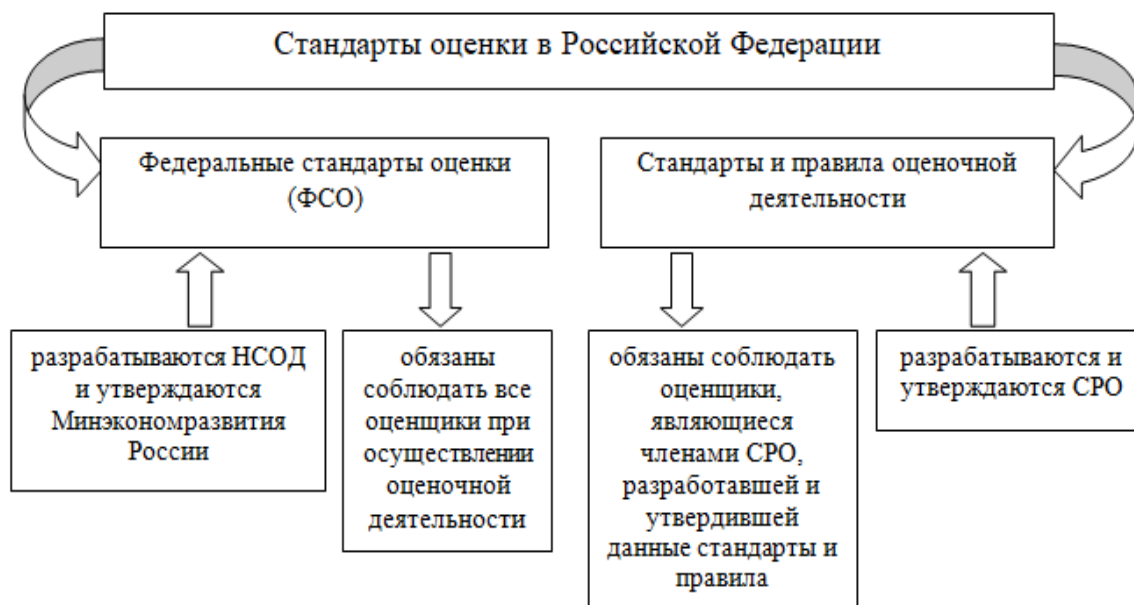 Стандарты оценки в Российской Федерации
Федеральные стандарты оценки
(ФСО)
Стандарты и правила оценочной
деятельности
разрабатываются НСОД
и утверждаются
Минэкономразвития
России
обязаны
соблюдать все
оценщики при
осуществлении
оценочной
деятельности
обязаны соблюдать
оценщики,
являющиеся
членами СРО,
разработавшей и
утвердившей
данные стандарты и
правила
разрабатываются и
утверждаются СРО